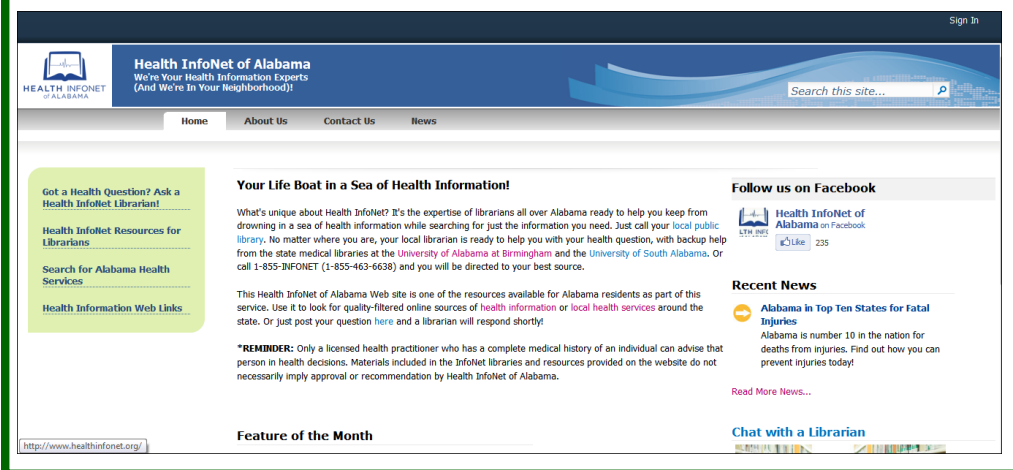 Sign In
HEALTH INFONET
of ALABAMA
Health InfoNet of Alabama
We're Your Health Information Experts
(And We're In Your Neighborhood)!
Search this site...
Home About Us Contact Us News
Got a Health Question? Ask a
Health InfoNet Librarian!
Health InfoNet Resources for
Librarians
Search for Alabama Health
Services
Health Information Web Links
Your Life Boat in a Sea of Health Information!
What's unique about Health InfoNet? It's the expertise of librarians all over Alabama ready to help you keep from
drowning in a sea of health information while searching for just the information you need. Just call your local public
library. No matter where you are, your local librarian is ready to help you with your health question, with backup help
from the state medical libraries at the University of Alabama at Birmingham and the University of South Alabama. Or
call 1-855-INFONET (1-855-463-6638) and you will be directed to your best source.
This Health InfoNet of Alabama Web site is one of the resources available for Alabama residents as part of this
service. Use it to look for quality-filtered online sources of health information or local health services around the
state. Or just post your question here and a librarian will respond shortly!
*REMINDER: Only a licensed health practitioner who has a complete medical history of an individual can advise that
person in health decisions. Materials included in the InfoNet libraries and resources provided on the website do not
necessarily imply approval or recommendation by Health InfoNet of Alabama.
Feature of the Month
Follow us on Facebook
LTH INFO
Health InfoNet of
Alabama on Facebook
Like 235
Recent News
Alabama in Top Ten States for Fatal
Injuries
Alabama is number 10 in the nation for
deaths from injuries. Find out how you can
prevent injuries today!
Read More News...
Chat with a Librarian
http://www.healthinfonet.org/